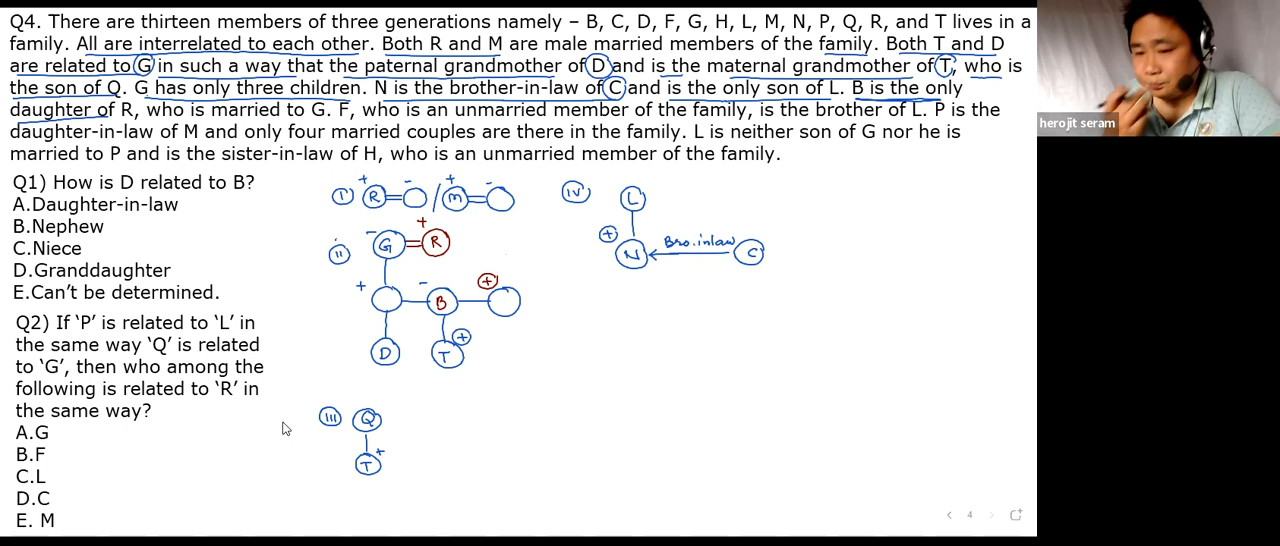 Q4. There are thirteen members of three generations namely – B, C, D, F, G, H, L, M, N, P, Q, R, and T lives in a
family. All are interrelated to each other. Both R and M are male married members of the family. Both T and D
are related to G in such a way that the paternal grandmother of D and is the maternal grandmother of T, who is
the son of Q. G has only three children. N is the brother-in-law of C and is the only son of L. B is the only
daughter of R, who is married to G. F, who is an unmarried member of the family, is the brother of L. P is the
daughter-in-law of M and only four married couples are there in the family. L is neither son of G nor he is
married to P and is the sister-in-law of H, who is an unmarried member of the family.
Q1) How is D related to B?
A.Daughter-in-law
B.Nephew
C.Niece
D.Granddaughter
E.Can’t be determined.
Q2) If ‘P’ is related to ‘L’ in
the same way ‘Q’ is related
to ‘G’, then who among the
following is related to ‘R’ in
the same way?
A.G
B.F
C.L
D.C
E. M
(i) + R = - / + M = -
(ii) - G = + R
+ - B +
D T +
(iii) Q
T +
(iv) L
+ N Bro.inlaw C
herojit seram
4